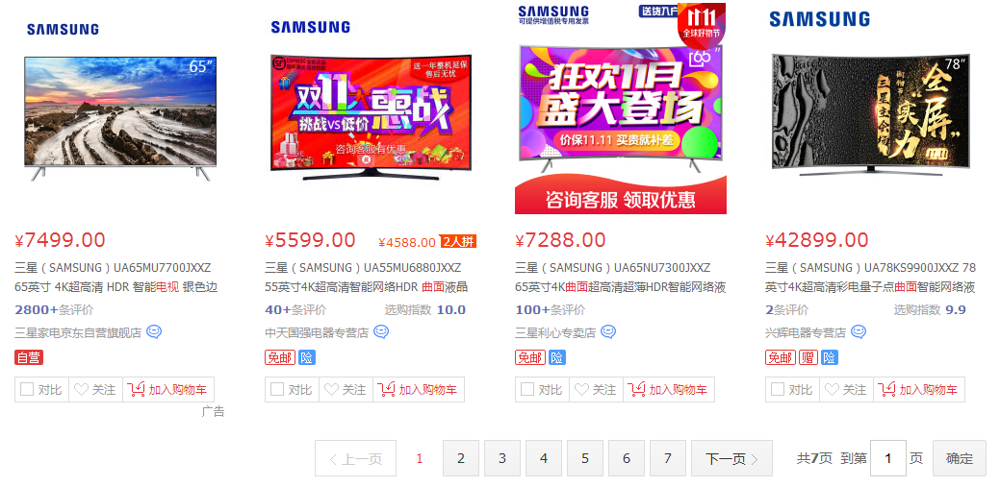 SAMSUNG
65"
¥7499.00
三星（SAMSUNG）UA65MU7700JXXZ
65英寸 4K超高清 HDR 智能电视 银色边
2800+条评价
三星家电京东自营旗舰店
自营
对比 关注 加入购物车
广告
SAMSUNG
送一年整机延保
售后无忧
双11大惠战
挑战VS低价
咨询客服有优惠
¥5599.00 ¥4588.00 2人拼
三星（SAMSUNG）UA55MU6880JXXZ
55英寸4K超高清智能网络HDR 曲面液晶
40+条评价 选购指数 10.0
中天国强电器专营店
免邮 险
对比 关注 加入购物车
SAMSUNG
可提供增值税专用发票
送货入户
11.11
全球好物节
65"
狂欢11月
盛大登场
价保11.11 买贵就补差
咨询客服 领取优惠
¥7288.00
三星（SAMSUNG）UA65NU7300JXXZ
65英寸4K曲面超高清超薄HDR智能网络液
100+条评价
三星利心专卖店
免邮 险
对比 关注 加入购物车
SAMSUNG
78"
全屏
实力
三星主会场
¥42899.00
三星（SAMSUNG）UA78KS9900JXXZ 78
英寸4K超高清彩电量子点曲面智能网络液
2条评价 选购指数 9.9
兴辉电器专营店
免邮 赠 险
对比 关注 加入购物车
上一页 1 2 3 4 5 6 7 下一页 共7页 到第 1 页 确定